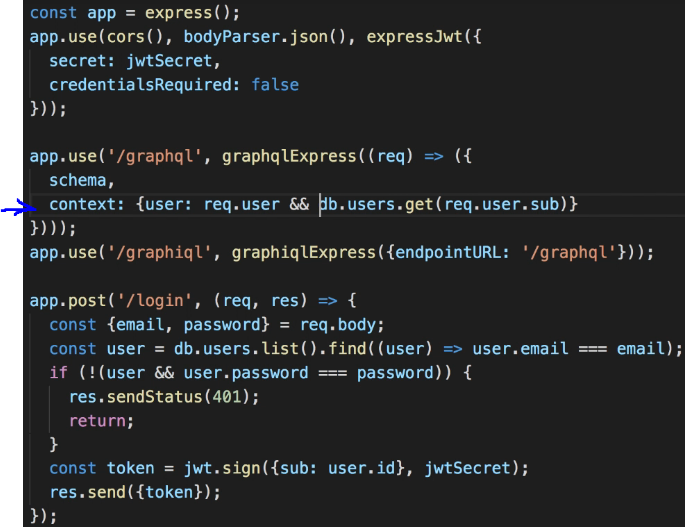 const app = express();
app.use(cors(), bodyParser.json(), expressJwt({
  secret: jwtSecret,
  credentialsRequired: false
}));

app.use('/graphql', graphqlExpress((req) => ({
  schema,
  context: {user: req.user && db.users.get(req.user.sub)}
})));
app.use('/graphiql', graphiqlExpress({endpointURL: '/graphql'}));

app.post('/login', (req, res) => {
  const {email, password} = req.body;
  const user = db.users.list().find((user) => user.email === email);
  if (!(user && user.password === password)) {
    res.sendStatus(401);
    return;
  }
  const token = jwt.sign({sub: user.id}, jwtSecret);
  res.send({token});
});